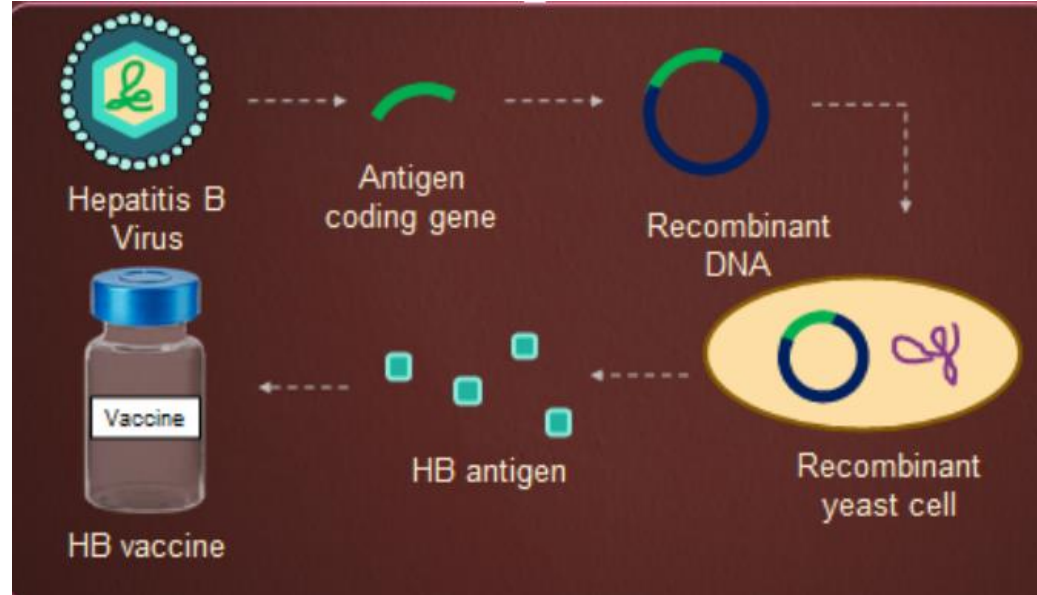 Hepatitis B
Virus
Antigen
coding gene
Recombinant
DNA
Recombinant
yeast cell
HB antigen
Vaccine
HB vaccine